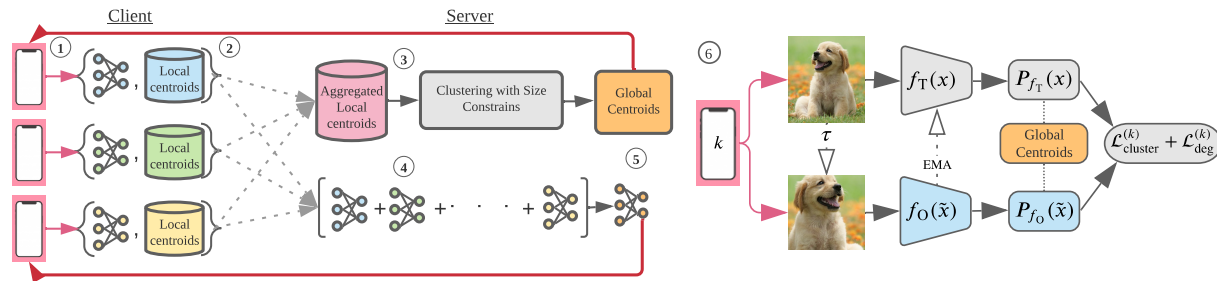 Client
Server
1
2
3
4
5
6
Local
centroids
,
Local
centroids
,
Local
centroids
,
Aggregated
Local
centroids
Clustering with Size
Constrains
Global
Centroids
+
+ · · · +
k
τ
f_T(x)
EMA
f_O(x̃)
P_{f_T}(x)
Global
Centroids
P_{f_O}(x̃)
ℒ_cluster^(k) + ℒ_deg^(k)